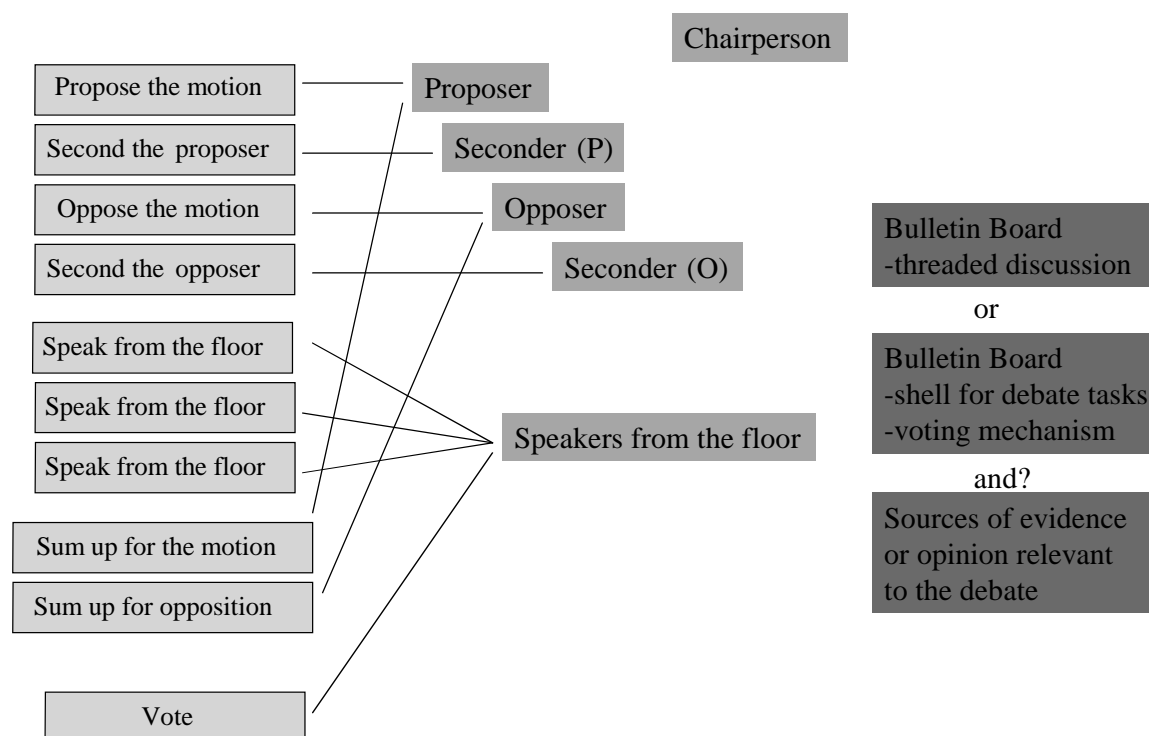 Chairperson
Propose the motion
Proposer
Second the proposer
Seconder (P)
Oppose the motion
Opposer
Second the opposer
Seconder (O)
Speak from the floor
Speak from the floor
Speak from the floor
Speakers from the floor
Sum up for the motion
Sum up for opposition
Vote
Bulletin Board
-threaded discussion
or
Bulletin Board
-shell for debate tasks
-voting mechanism
and?
Sources of evidence
or opinion relevant
to the debate